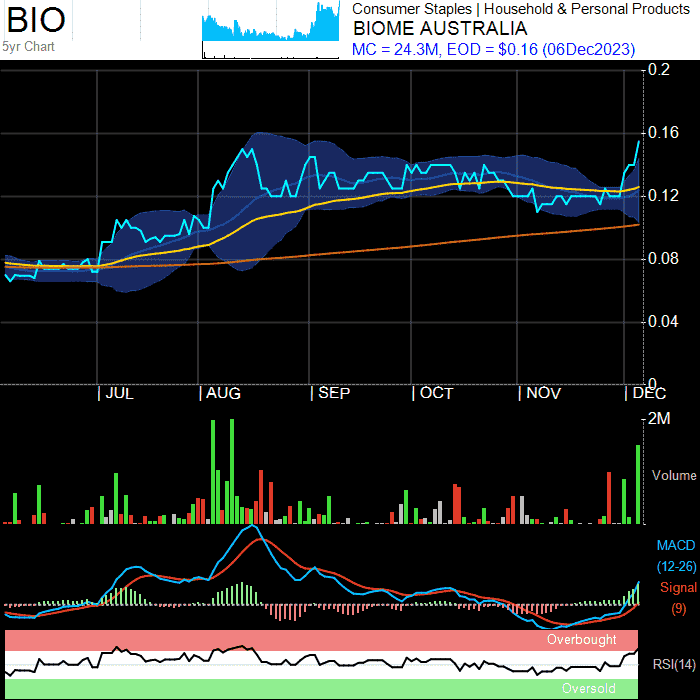 BIO
5yr Chart
Consumer Staples | Household & Personal Products
BIOME AUSTRALIA
MC = 24.3M, EOD = $0.16 (06Dec2023)
0.2
0.16
0.12
0.08
0.04
0
| JUL | AUG | SEP | OCT | NOV | DEC
2M
Volume
MACD
(12-26)
Signal
(9)
Overbought
RSI(14)
Oversold